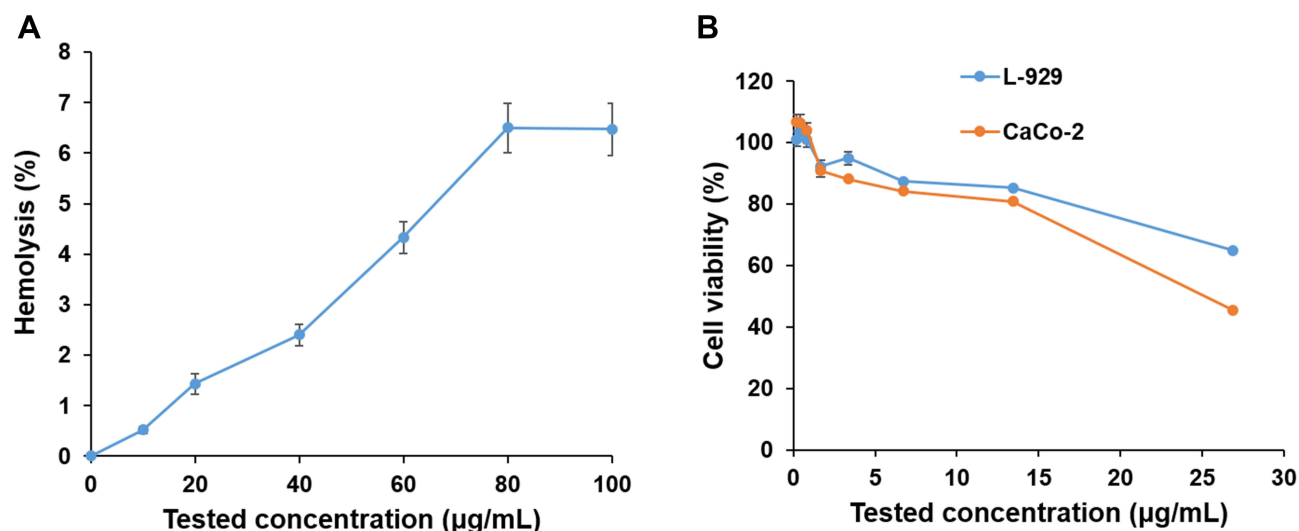 A
8
7
6
5
4
3
2
1
0
Hemolysis (%)
0 20 40 60 80 100
Tested concentration (µg/mL)
B
L-929
CaCo-2
120
100
80
60
40
20
0
Cell viability (%)
0 5 10 15 20 25 30
Tested concentration (µg/mL)